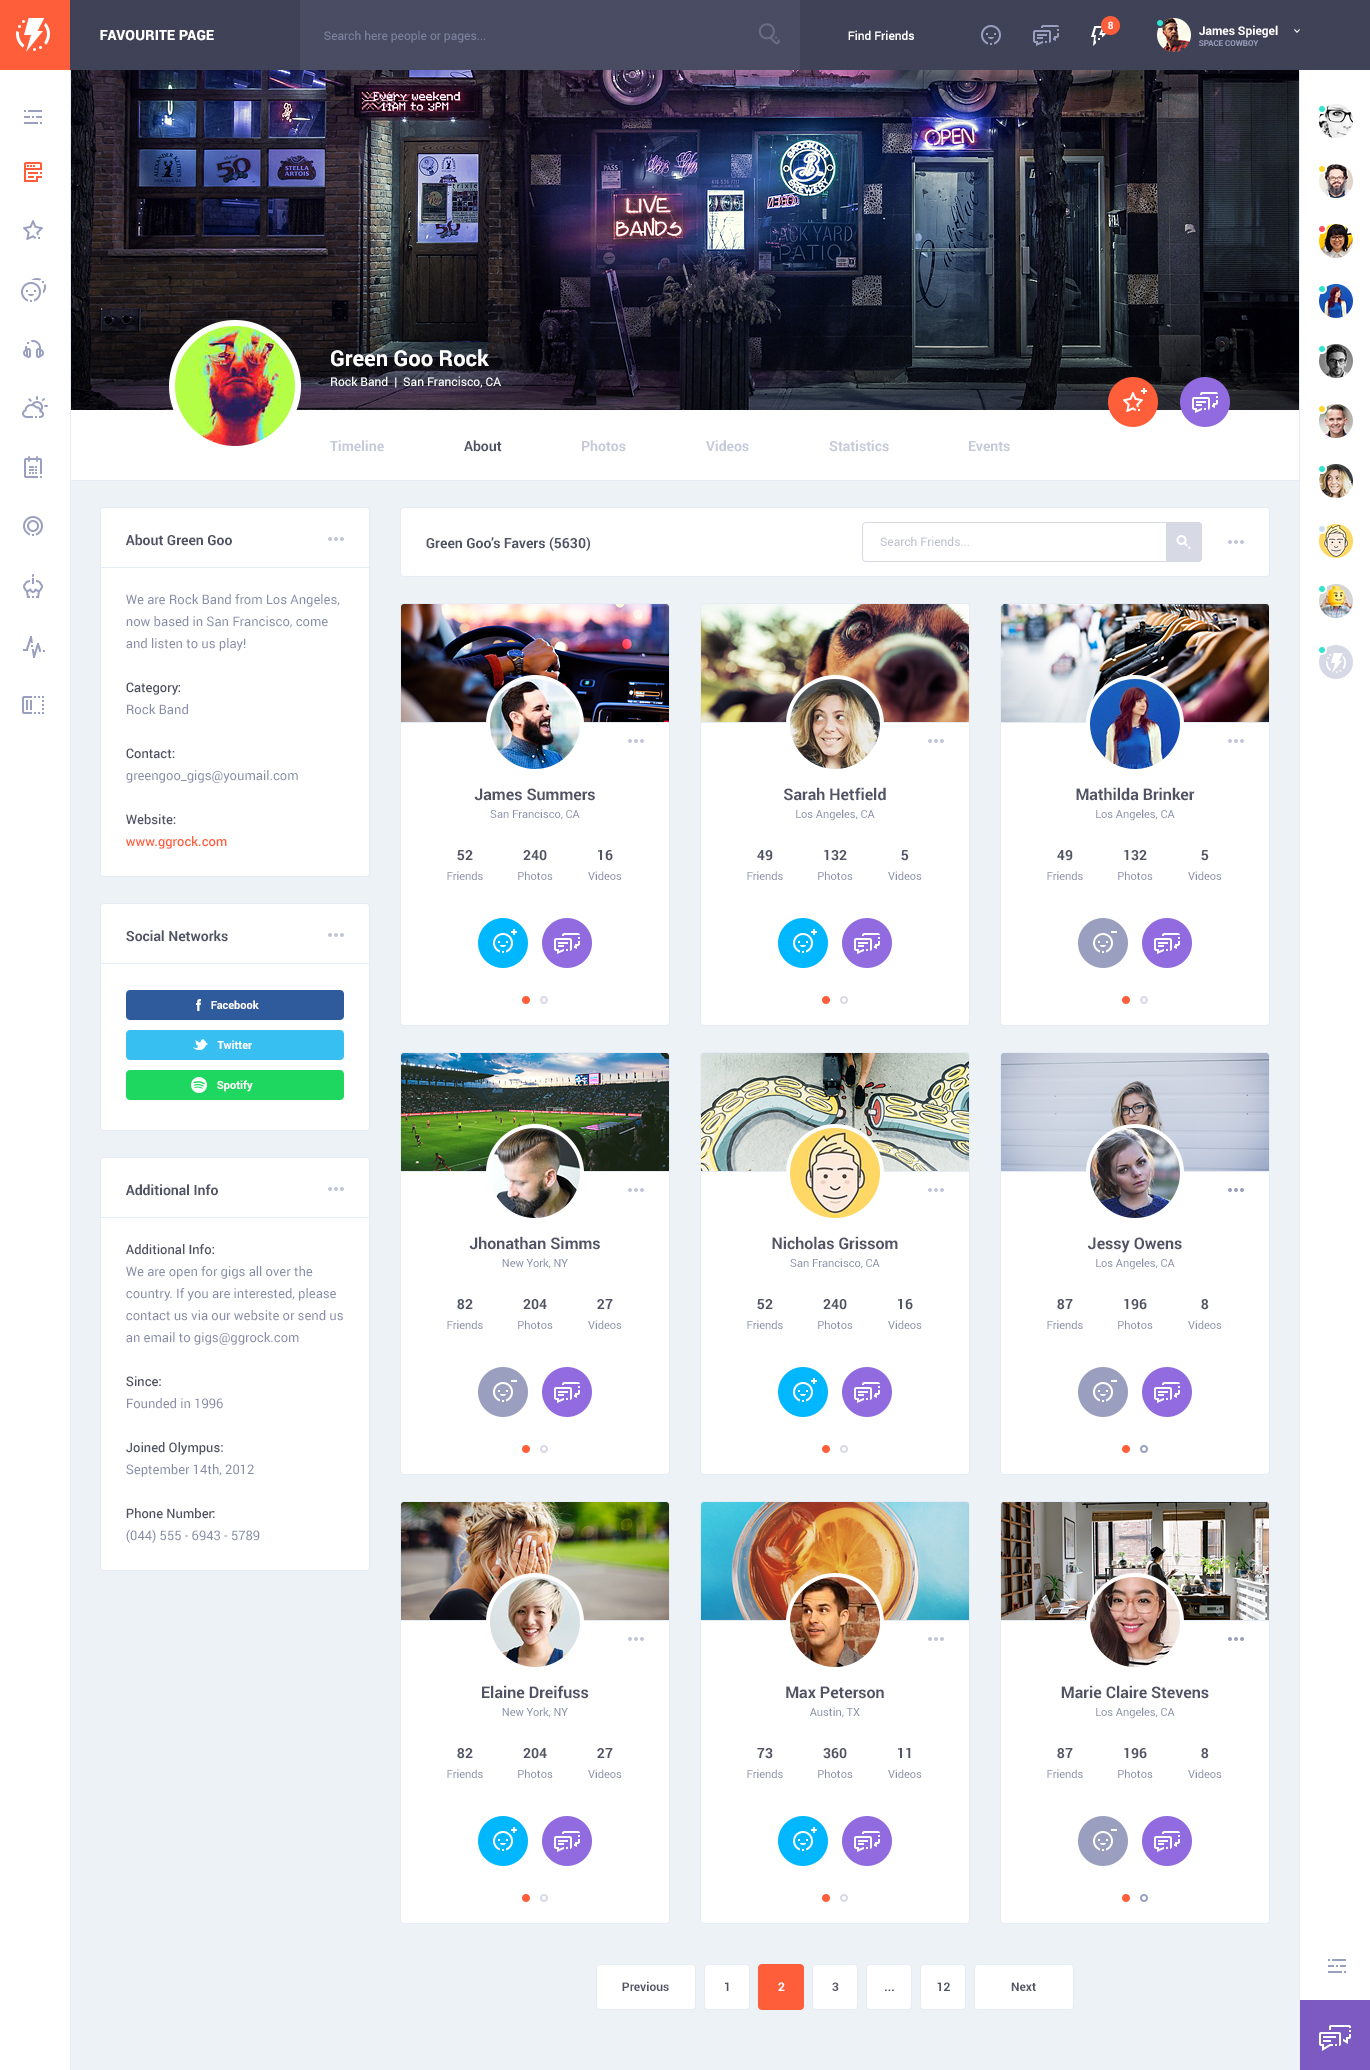 FAVOURITE PAGE
Search here people or pages...
Find Friends
8
James Spiegel
SPACE COWBOY
Every weekend
11AM to 3PM
50
STELLA
ARTOIS
LIVE
BANDS
BROOKLYN
BREWERY
BACK YARD
PATIO
OPEN
Green Goo Rock
Rock Band | San Francisco, CA
Timeline
About
Photos
Videos
Statistics
Events
About Green Goo
We are Rock Band from Los Angeles,
now based in San Francisco, come
and listen to us play!
Category:
Rock Band
Contact:
greengoo_gigs@youmail.com
Website:
www.ggrock.com
Social Networks
Facebook
Twitter
Spotify
Additional Info
Additional Info:
We are open for gigs all over the
country. If you are interested, please
contact us via our website or send us
an email to gigs@ggrock.com
Since:
Founded in 1996
Joined Olympus:
September 14th, 2012
Phone Number:
(044) 555 - 6943 - 5789
Green Goo's Favers (5630)
Search Friends...
James Summers
San Francisco, CA
52 240 16
Friends Photos Videos
Sarah Hetfield
Los Angeles, CA
49 132 5
Friends Photos Videos
Mathilda Brinker
Los Angeles, CA
49 132 5
Friends Photos Videos
Jhonathan Simms
New York, NY
82 204 27
Friends Photos Videos
Nicholas Grissom
San Francisco, CA
52 240 16
Friends Photos Videos
Jessy Owens
Los Angeles, CA
87 196 8
Friends Photos Videos
Elaine Dreifuss
New York, NY
82 204 27
Friends Photos Videos
Max Peterson
Austin, TX
73 360 11
Friends Photos Videos
Marie Claire Stevens
Los Angeles, CA
87 196 8
Friends Photos Videos
Previous 1 2 3 ... 12 Next